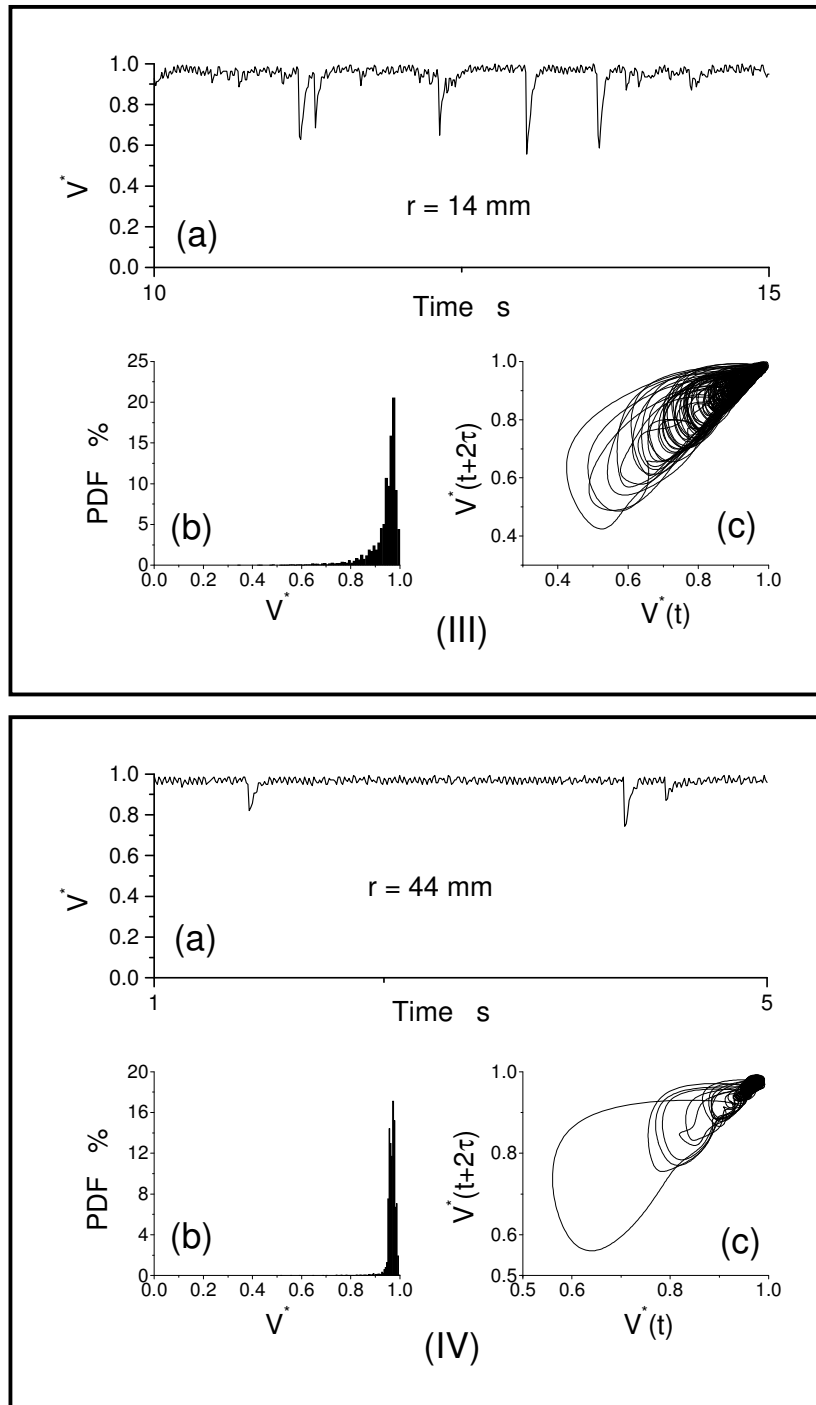 1.0
0.8
0.6
0.4
0.2
0.0
V*
(a)
r = 14 mm
10
15
Time s
25
20
15
10
5
0
PDF %
(b)
0.0 0.2 0.4 0.6 0.8 1.0
V*
1.0
0.8
0.6
0.4
V*(t+2τ)
(c)
0.4 0.6 0.8 1.0
V*(t)
(III)
1.0
0.8
0.6
0.4
0.2
0.0
V*
(a)
r = 44 mm
1
5
Time s
20
16
12
8
4
0
PDF %
(b)
0.0 0.2 0.4 0.6 0.8 1.0
V*
1.0
0.9
0.8
0.7
0.6
0.5
V*(t+2τ)
(c)
0.5 0.6 0.8 1.0
V*(t)
(IV)